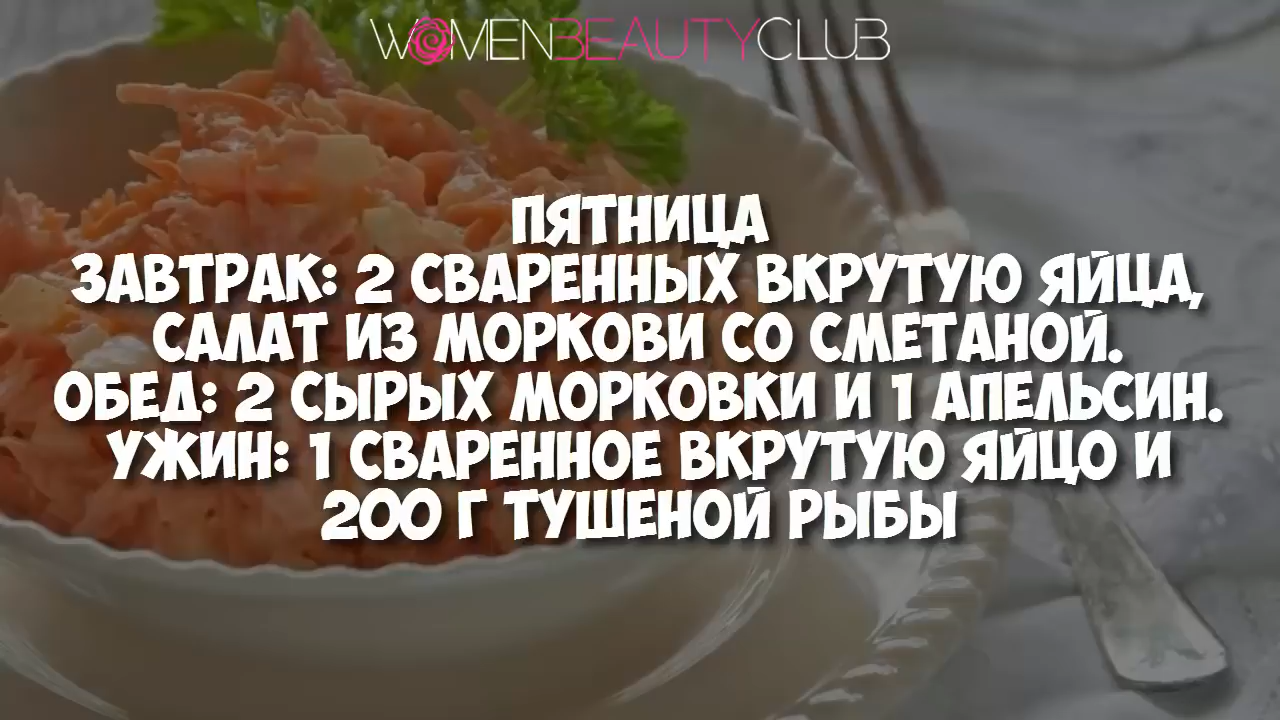 WOMENBEAUTYCLUB
ПЯТНИЦА
ЗАВТРАК: 2 СВАРЕННЫХ ВКРУТУЮ ЯЙЦА,
САЛАТ ИЗ МОРКОВИ СО СМЕТАНОЙ.
ОБЕД: 2 СЫРЫХ МОРКОВКИ И 1 АПЕЛЬСИН.
УЖИН: 1 СВАРЕННОЕ ВКРУТУЮ ЯЙЦО И
200 Г ТУШЕНОЙ РЫБЫ